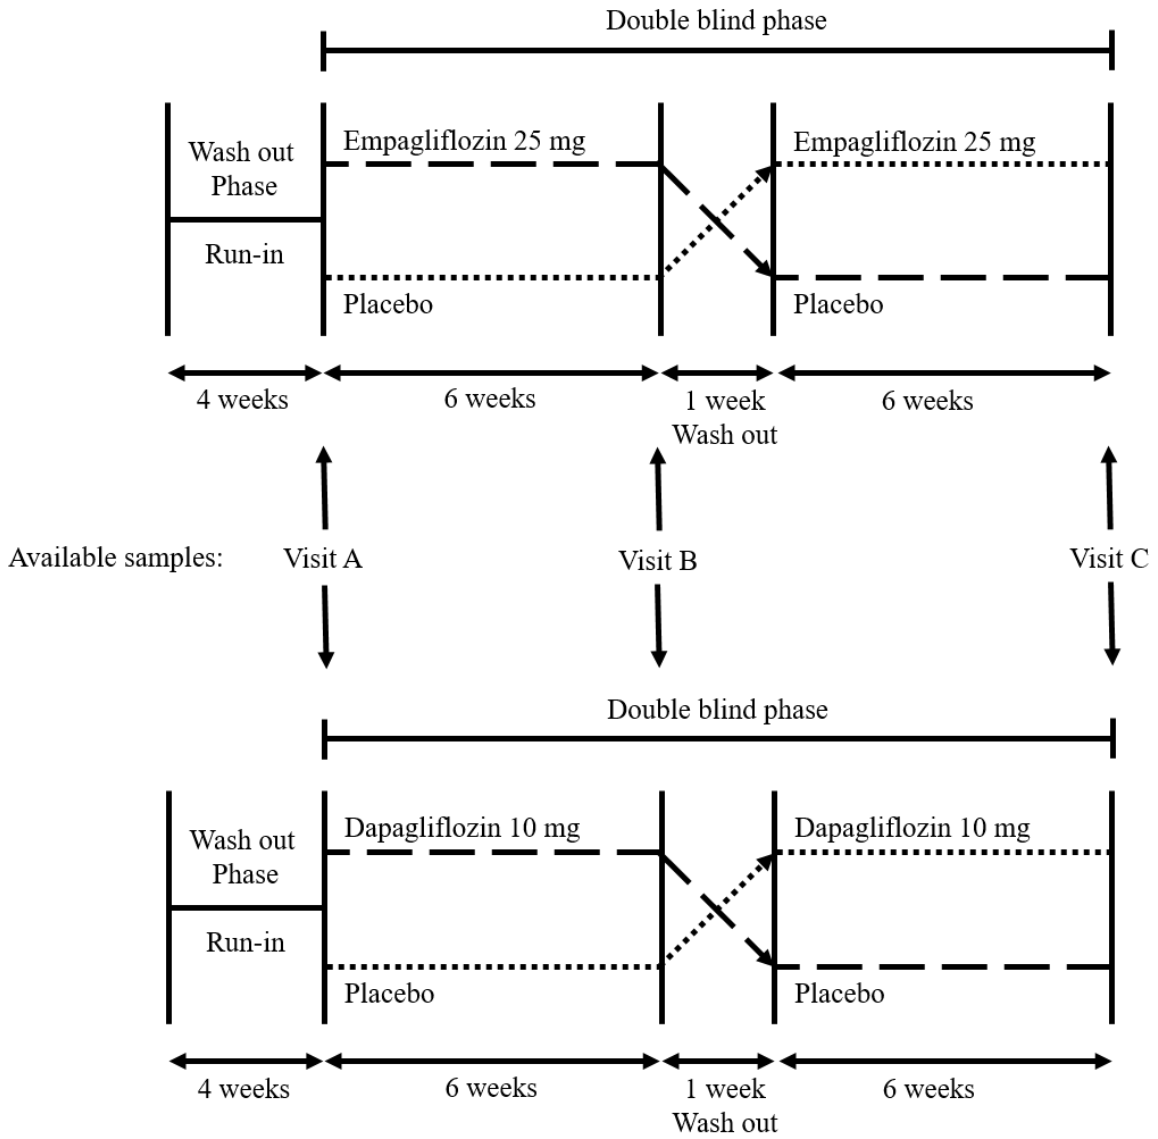 Double blind phase
Wash out
Phase
Run-in
Empagliflozin 25 mg
Placebo
Empagliflozin 25 mg
Placebo
4 weeks
6 weeks
1 week
Wash out
6 weeks
Available samples:
Visit A
Visit B
Visit C
Double blind phase
Wash out
Phase
Run-in
Dapagliflozin 10 mg
Placebo
Dapagliflozin 10 mg
Placebo
4 weeks
6 weeks
1 week
Wash out
6 weeks